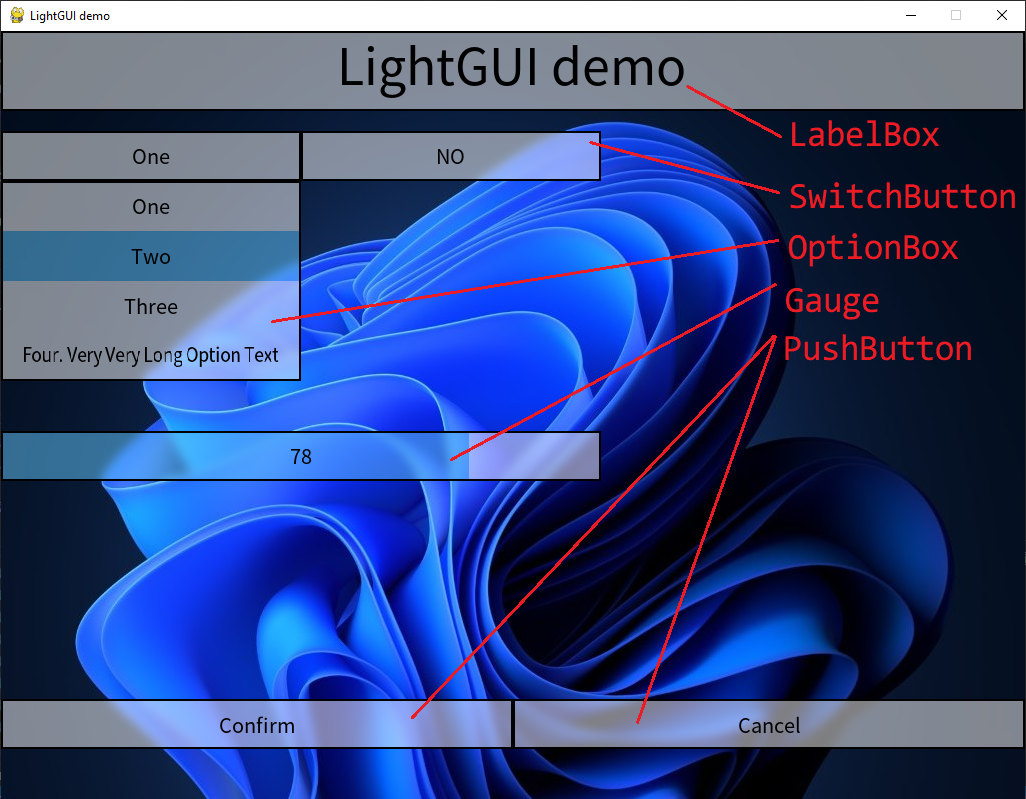 LightGUI demo
LightGUI demo
LabelBox
One
NO
SwitchButton
One
OptionBox
Two
Gauge
Three
PushButton
Four. Very Very Long Option Text
78
Confirm
Cancel